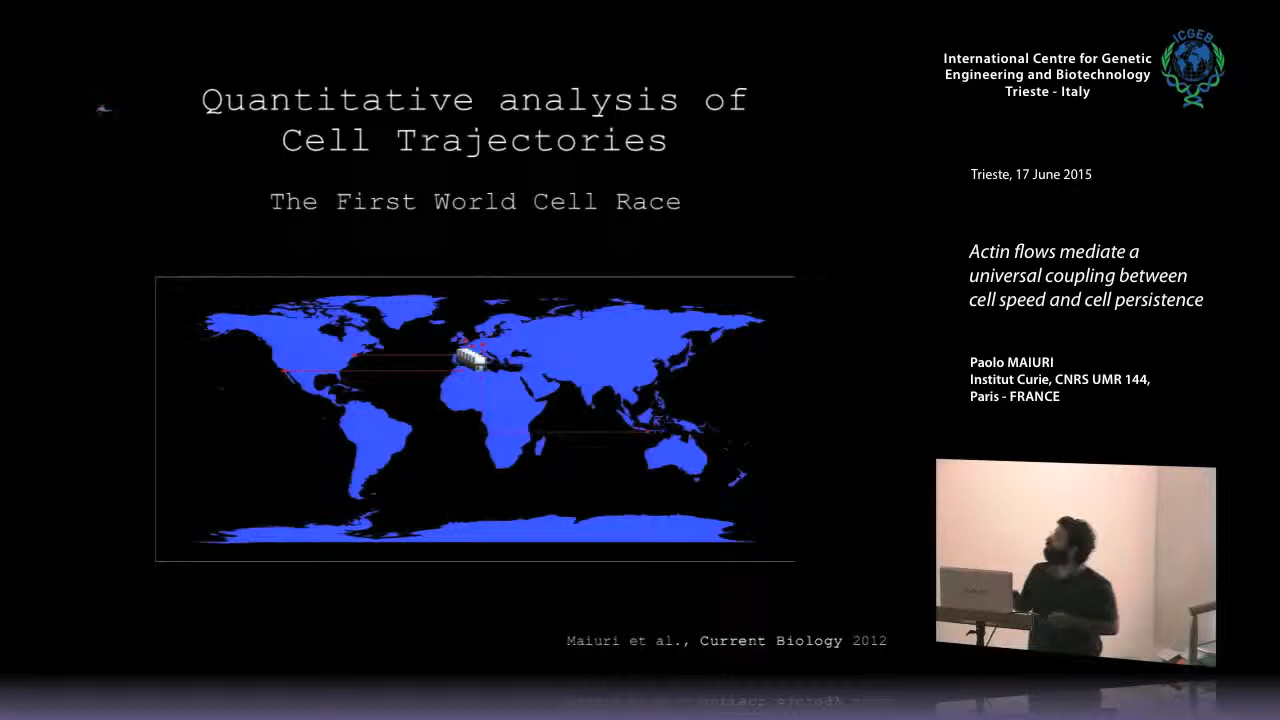 Quantitative analysis of
Cell Trajectories
The First World Cell Race
Maiuri et al., Current Biology 2012
International Centre for Genetic
Engineering and Biotechnology
Trieste - Italy
ICGEB
Trieste, 17 June 2015
Actin flows mediate a
universal coupling between
cell speed and cell persistence
Paolo MAIURI
Institut Curie, CNRS UMR 144,
Paris - FRANCE